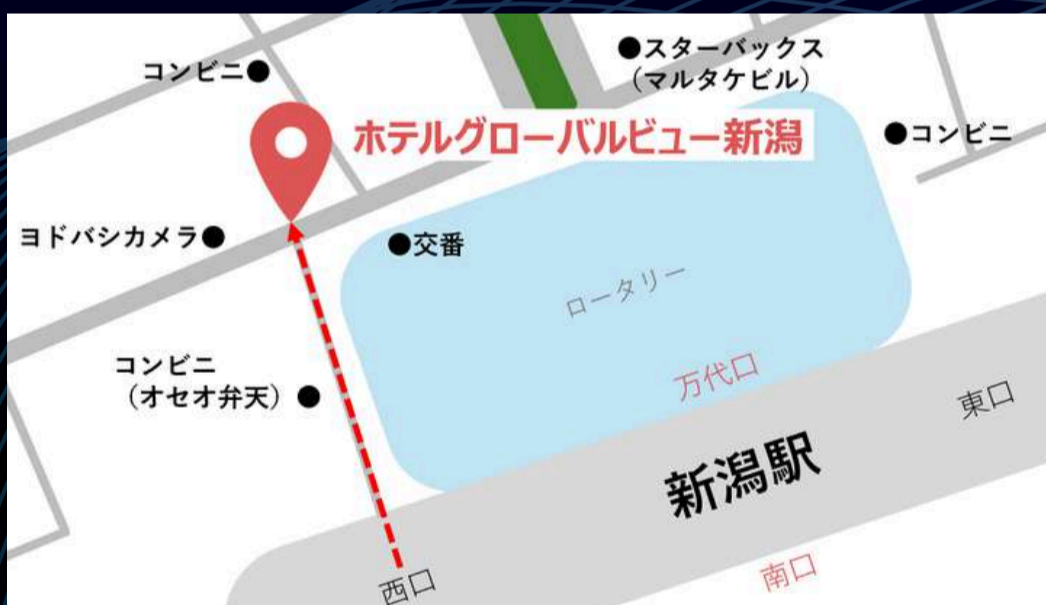 スターバックス
（マルタケビル）
コンビニ
ホテルグローバルビュー新潟
コンビニ
ヨドバシカメラ
交番
ロータリー
コンビニ
（オセオ弁天）
万代口
東口
新潟駅
西口
南口